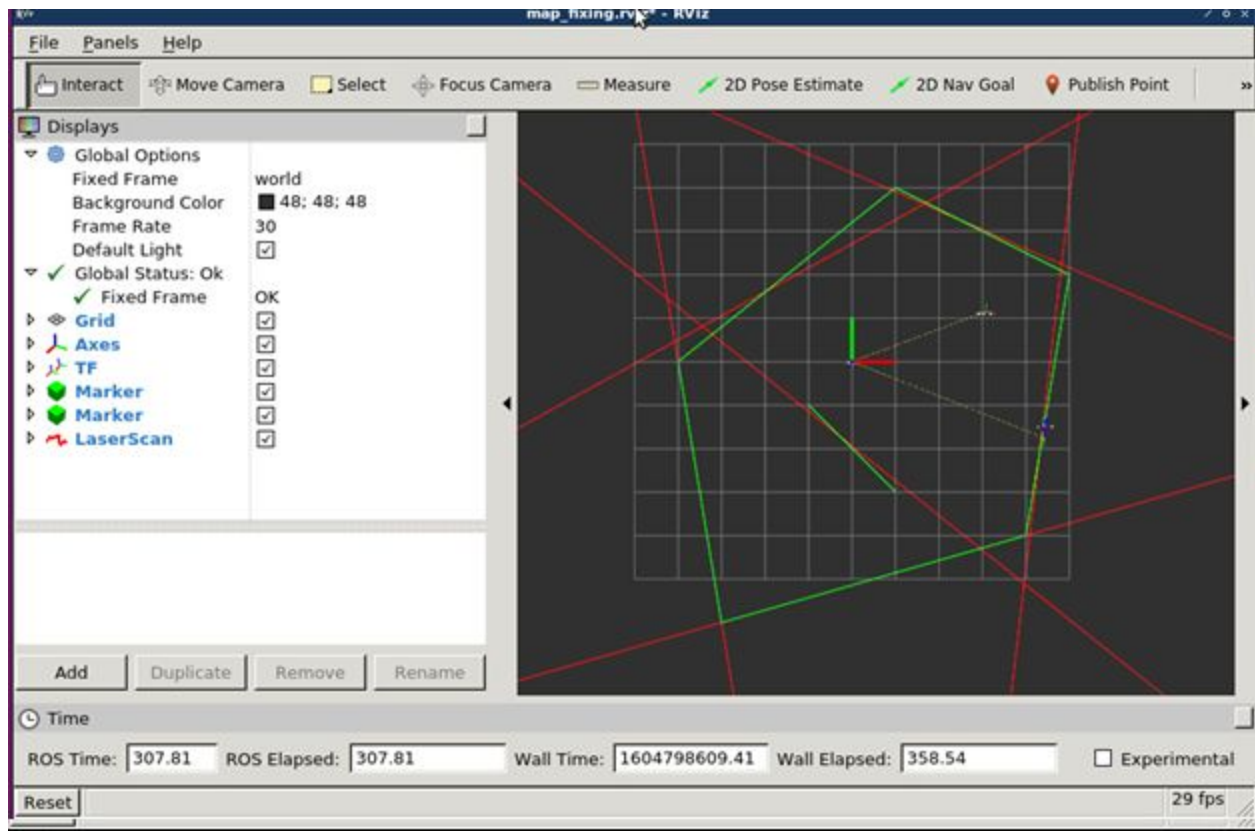 map_fixing.rviz* - RViz
File Panels Help
Interact Move Camera Select Focus Camera Measure 2D Pose Estimate 2D Nav Goal Publish Point »
Displays
Global Options
Fixed Frame world
Background Color 48; 48; 48
Frame Rate 30
Default Light
Global Status: Ok
Fixed Frame OK
Grid
Axes
TF
Marker
Marker
LaserScan
Add Duplicate Remove Rename
Time
ROS Time: 307.81 ROS Elapsed: 307.81 Wall Time: 1604798609.41 Wall Elapsed: 358.54 Experimental
Reset 29 fps